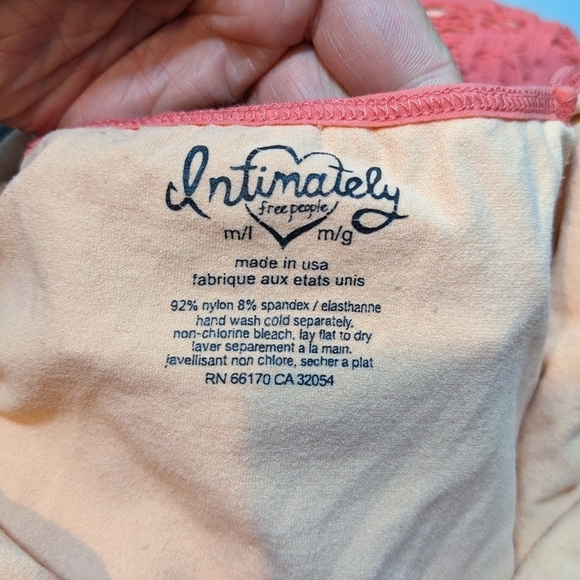 Intimately
free people
m/l m/g
made in usa
fabrique aux etats unis
92% nylon 8% spandex / elasthanne
hand wash cold separately,
non-chlorine bleach, lay flat to dry
laver separement a la main.
javellisant non chlore, secher a plat
RN 66170 CA 32054